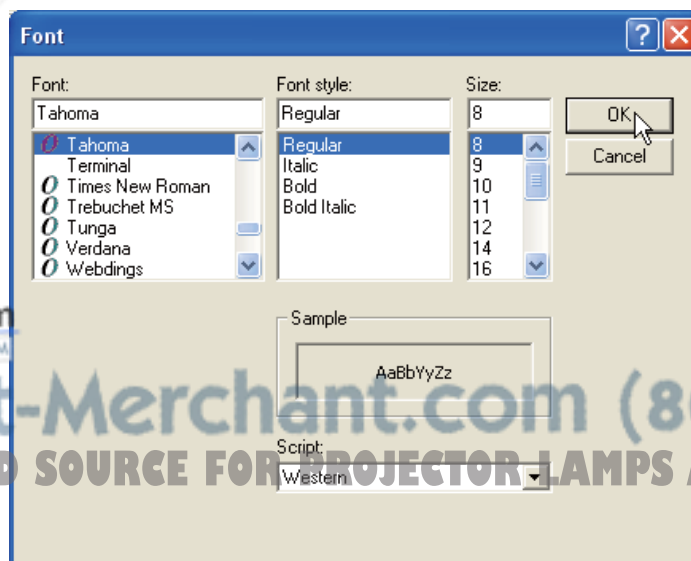 Font
Font:
Tahoma
Tahoma
Terminal
Times New Roman
Trebuchet MS
Tunga
Verdana
Webdings
Font style:
Regular
Regular
Italic
Bold
Bold Italic
Size:
8
8
9
10
11
12
14
16
OK
Cancel
Sample
AaBbYyZz
-Merchant.com (8
SOURCE FOR PROJECTOR LAMPS
Script:
Western